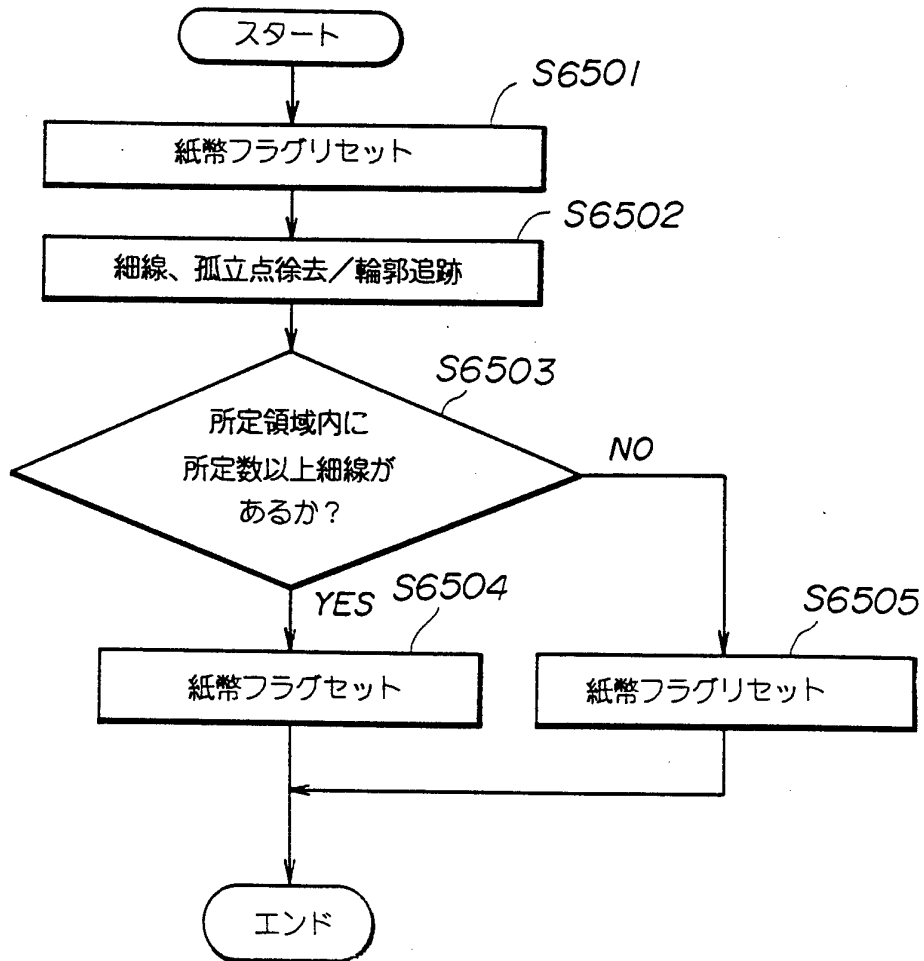 スタート
S6501
紙幣フラグリセット
S6502
細線、孤立点徐去／輪郭追跡
S6503
所定領域内に
所定数以上細線が
あるか？
NO
YES
S6504
S6505
紙幣フラグセット
紙幣フラグリセット
エンド